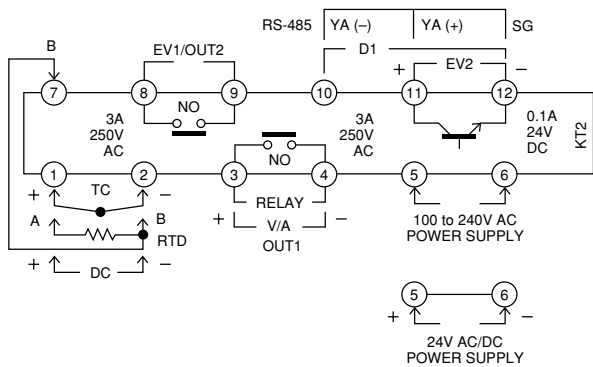 RS-485 YA (–) YA (+) SG
B EV1/OUT2 D1
+ EV2 –
7 8 9 10 11 12
NO
3A
250V
AC
3A
250V
AC
0.1A
24V
DC
KT2
NO
1 2 3 4 5 6
+ TC –
RELAY
A B
RTD
+ V/A –
OUT1
100 to 240V AC
POWER SUPPLY
+ DC –
5 6
+ –
24V AC/DC
POWER SUPPLY